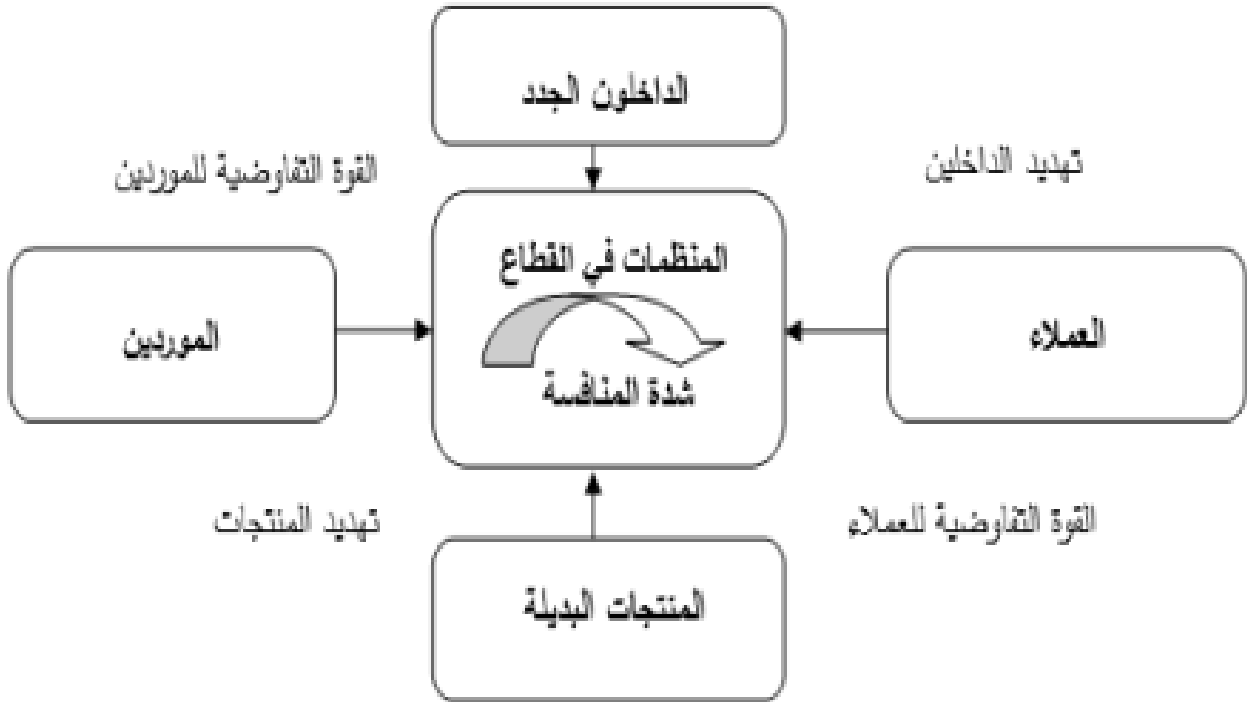 الداخلون الجدد
تهديد الداخلين
القوة التفاوضية للموردين
المنظمات في القطاع
العملاء
الموردين
شدة المنافسة
القوة التفاوضية للعملاء
تهديد المنتجات
المنتجات البديلة